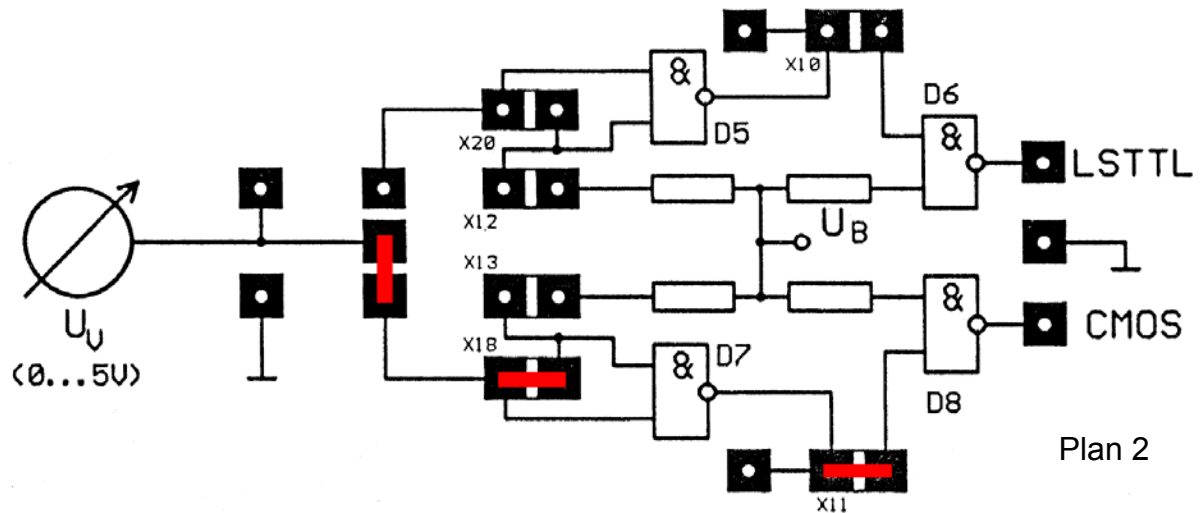 X10
&
D6
X20
D5
&
LSTTL
X12
U_B
X13
U_V
(0...5V)
X18
D7
&
&
CMOS
D8
Plan 2
X11